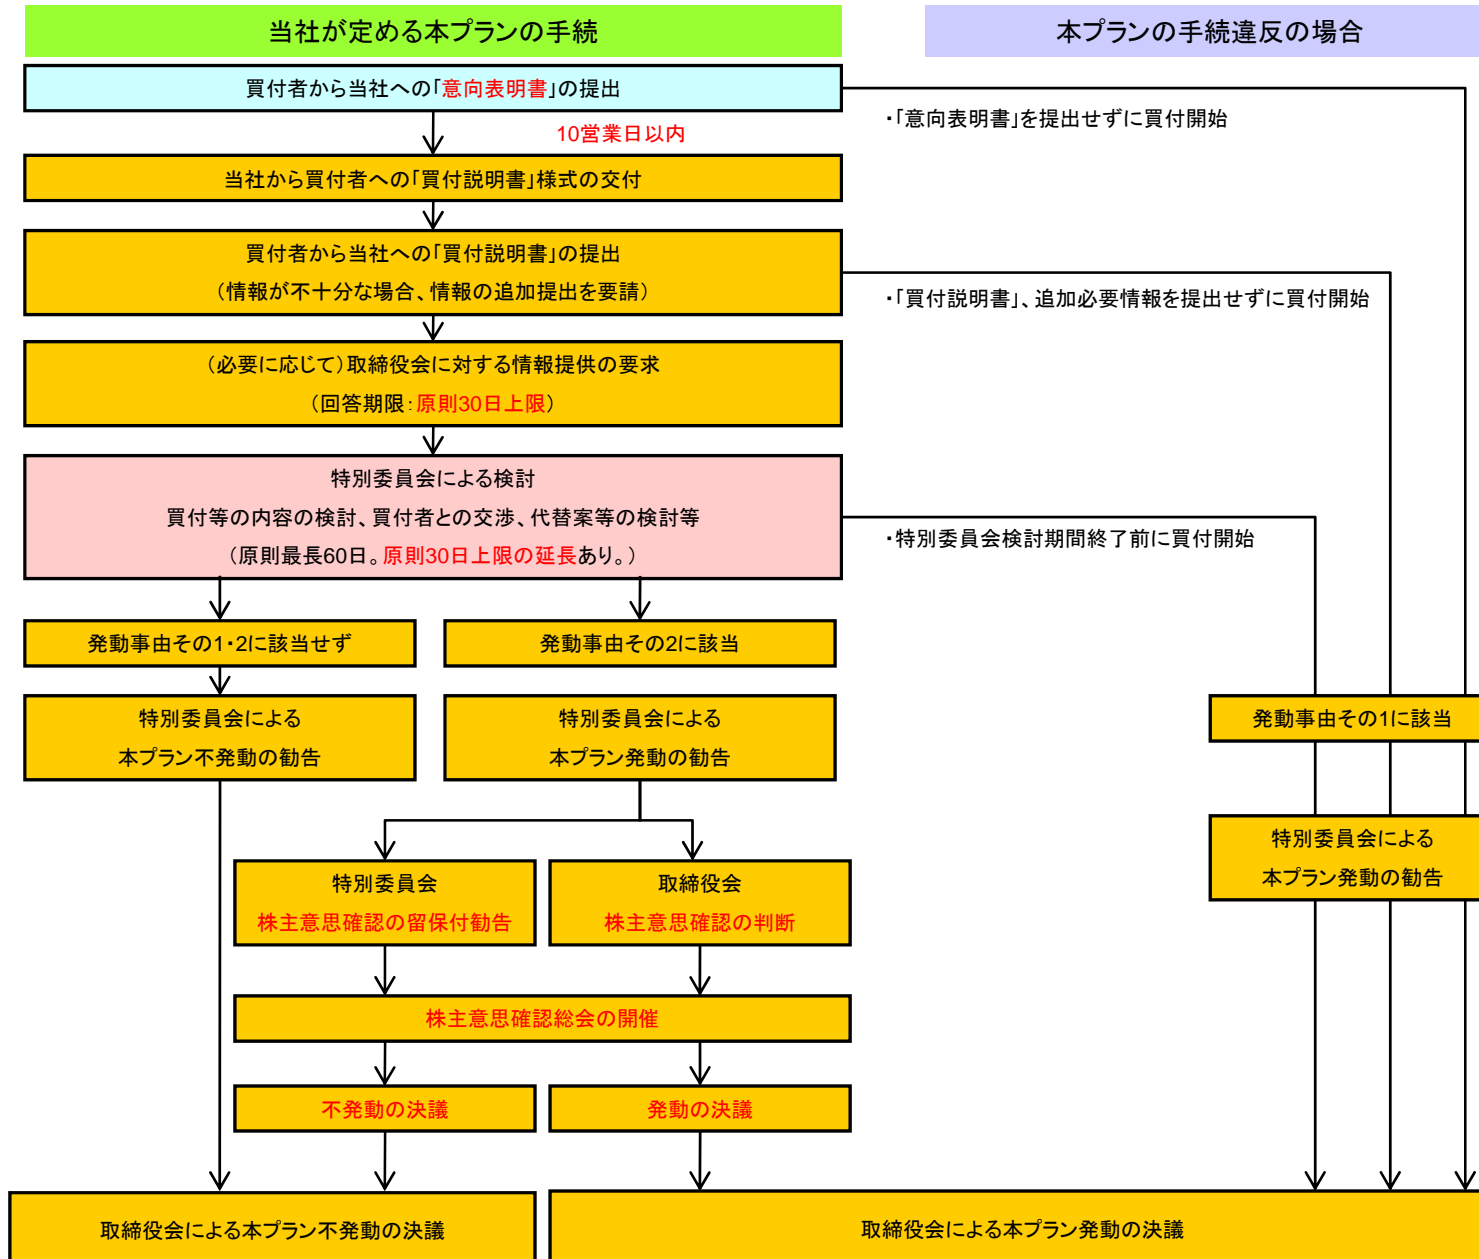 当社が定める本プランの手続
本プランの手続違反の場合
買付者から当社への「意向表明書」の提出
・「意向表明書」を提出せずに買付開始
10営業日以内
当社から買付者への「買付説明書」様式の交付
買付者から当社への「買付説明書」の提出
（情報が不十分な場合、情報の追加提出を要請）
・「買付説明書」、追加必要情報を提出せずに買付開始
（必要に応じて）取締役会に対する情報提供の要求
（回答期限：原則30日上限）
特別委員会による検討
買付等の内容の検討、買付者との交渉、代替案等の検討等
（原則最長60日。原則30日上限の延長あり。）
・特別委員会検討期間終了前に買付開始
発動事由その1・2に該当せず
発動事由その2に該当
特別委員会による
本プラン不発動の勧告
特別委員会による
本プラン発動の勧告
発動事由その1に該当
特別委員会による
本プラン発動の勧告
特別委員会
株主意思確認の留保付勧告
取締役会
株主意思確認の判断
株主意思確認総会の開催
不発動の決議
発動の決議
取締役会による本プラン不発動の決議
取締役会による本プラン発動の決議